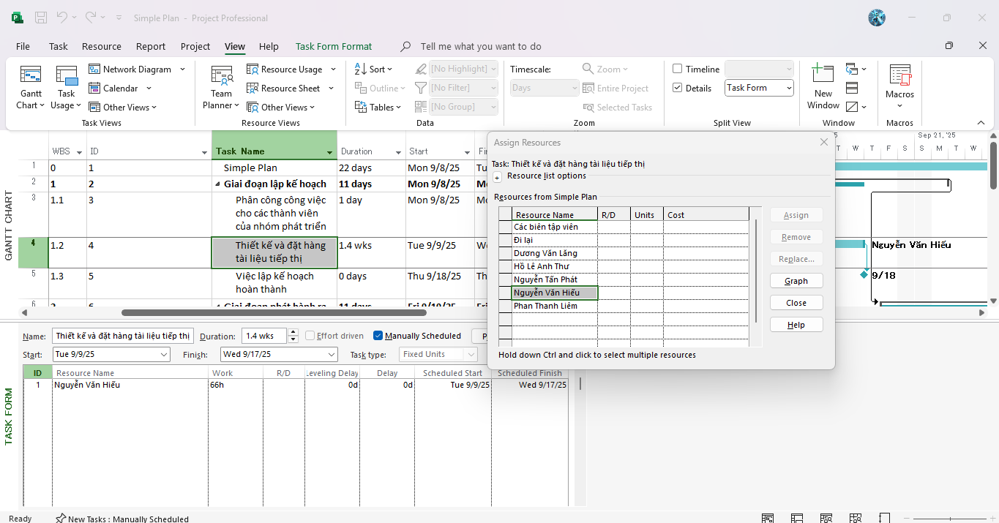 Simple Plan - Project Professional
File Task Resource Report Project View Help Task Form Format Tell me what you want to do
Gantt Chart
Task Usage
Network Diagram
Calendar
Other Views
Task Views
Team Planner
Resource Usage
Resource Sheet
Other Views
Resource Views
Sort
Outline
Tables
[No Highlight]
[No Filter]
[No Group]
Data
Timescale:
Days
Zoom
Entire Project
Selected Tasks
Zoom
Timeline
Details
Task Form
Split View
New Window
Window
Macros
Macros
GANTT CHART
WBS ID Task Name Duration Start
1 0 1 Simple Plan 22 days Mon 9/8/25
2 1 2 Giai đoạn lập kế hoạch 11 days Mon 9/8/25
3 1.1 3 Phân công công việc 1 day Mon 9/8/25
cho các thành viên
của nhóm phát triển
4 1.2 4 Thiết kế và đặt hàng 1.4 wks Tue 9/9/25
tài liệu tiếp thị
5 1.3 5 Việc lập kế hoạch 0 days Thu 9/18/25
hoàn thành
6 2 6 Giai đoạn phát hành ra 11 days Fri 9/19/25
Sep 21, '25
T W T F S S M T W
Nguyễn Văn Hiếu
9/18
Assign Resources
Task: Thiết kế và đặt hàng tài liệu tiếp thị
+ Resource list options
Resources from Simple Plan
Resource Name R/D Units Cost
Các biên tập viên
Đi lại
Dương Văn Lăng
Hồ Lê Anh Thư
Nguyễn Tấn Phát
Nguyễn Văn Hiếu
Phan Thanh Liêm
Assign
Remove
Replace...
Graph
Close
Help
Hold down Ctrl and click to select multiple resources
TASK FORM
Name: Thiết kế và đặt hàng tài liệu tiếp thị Duration: 1.4 wks Effort driven Manually Scheduled
Start: Tue 9/9/25 Finish: Wed 9/17/25 Task type: Fixed Units
ID Resource Name Work R/D Leveling Delay Delay Scheduled Start Scheduled Finish
1 Nguyễn Văn Hiếu 66h 0d 0d Tue 9/9/25 Wed 9/17/25
Ready New Tasks : Manually Scheduled